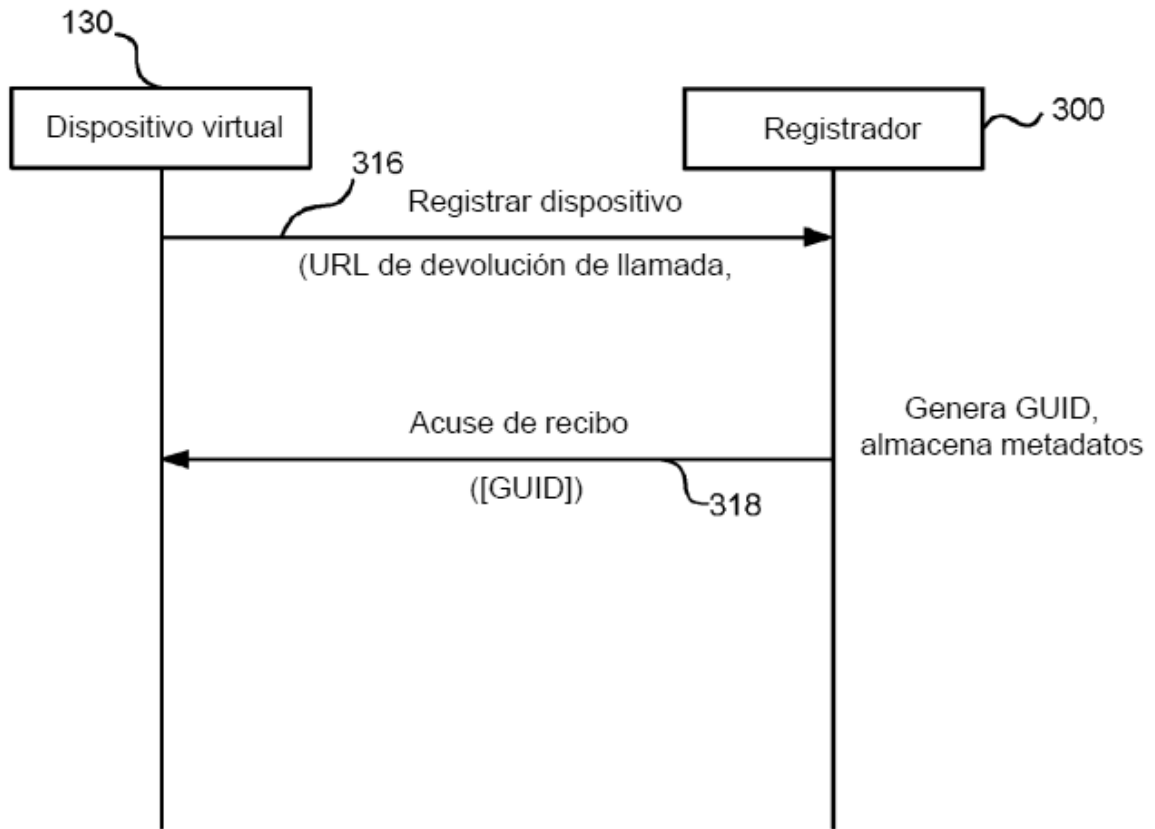 130
Dispositivo virtual
Registrador
300
316
Registrar dispositivo
(URL de devolución de llamada,
Acuse de recibo
([GUID])
318
Genera GUID,
almacena metadatos